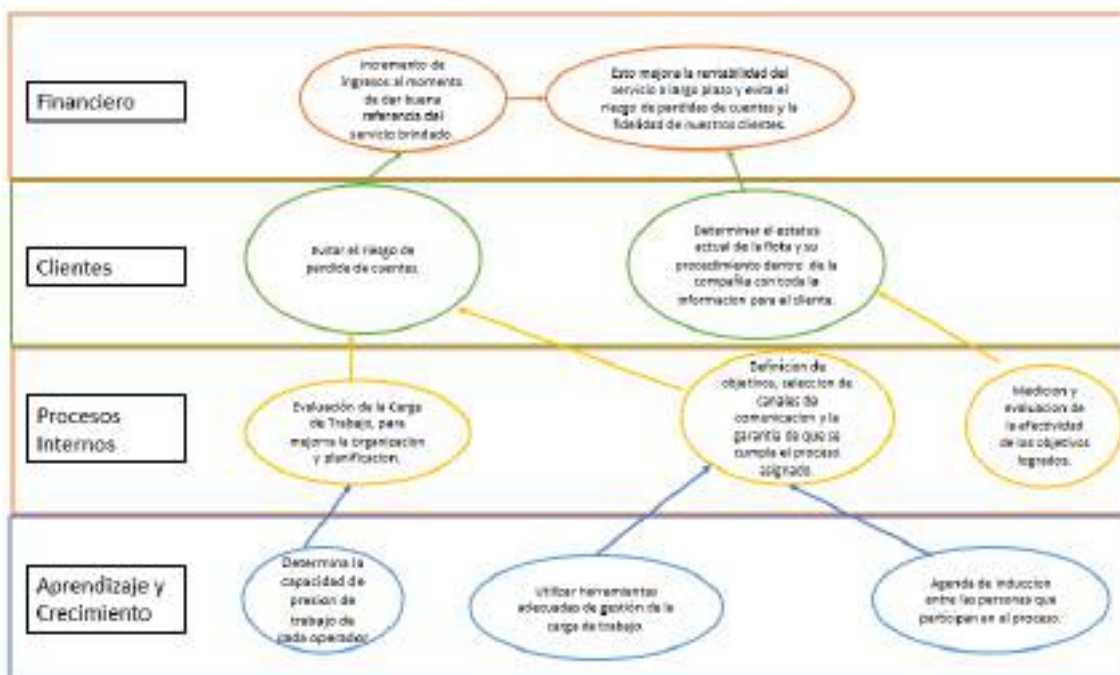 Financiero
Incremento de
ingresos al momento
de dar buena
referencia del
servicio brindado.
Esto mejora la rentabilidad del
servicio a largo plazo y evita el
riesgo de perdidas de cuentas y la
fidelidad de nuestros clientes.
Clientes
Evitar el riesgo de
perdida de cuentas.
Determinar el estatus
actual de la flota y su
procedimiento dentro de la
compañía con toda la
informacion para el cliente.
Procesos
Internos
Evaluación de la Carga
de Trabajo, para
mejorra la organizacion
y planificacion.
Definicion de
objetivos, seleccion de
canales de
comunicacion y la
garantia de que se
cumpla el proceso
asignado.
Medicion y
evaluacion de
la efectividad
de los objetivos
logrados.
Aprendizaje y
Crecimiento
Determina la
capacidad de
presion de
trabajo de
cada operador
Utilizar herramientas
adecuadas de gestión de la
carga de trabajo.
Agenda de induccion
entre las personas que
participan en el proceso.